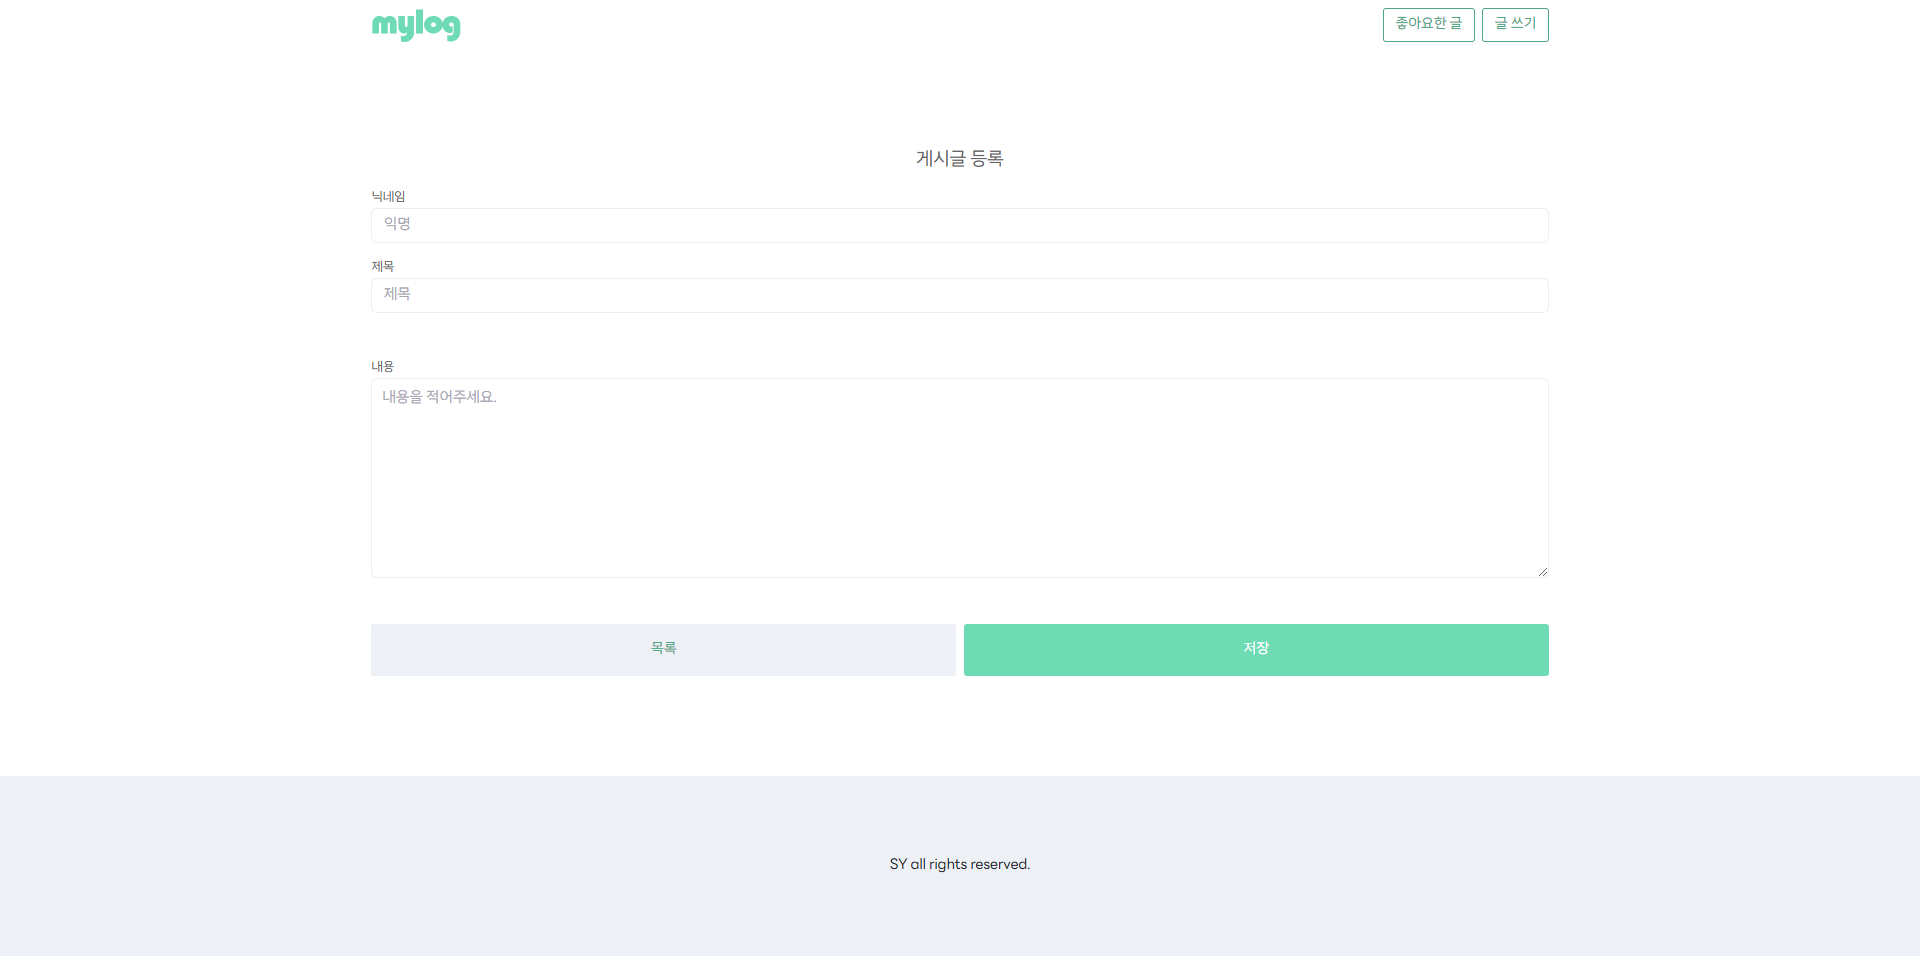 mylog
좋아요한 글
글 쓰기
게시글 등록
닉네임
익명
제목
제목
내용
내용을 적어주세요.
목록
저장
SY all rights reserved.